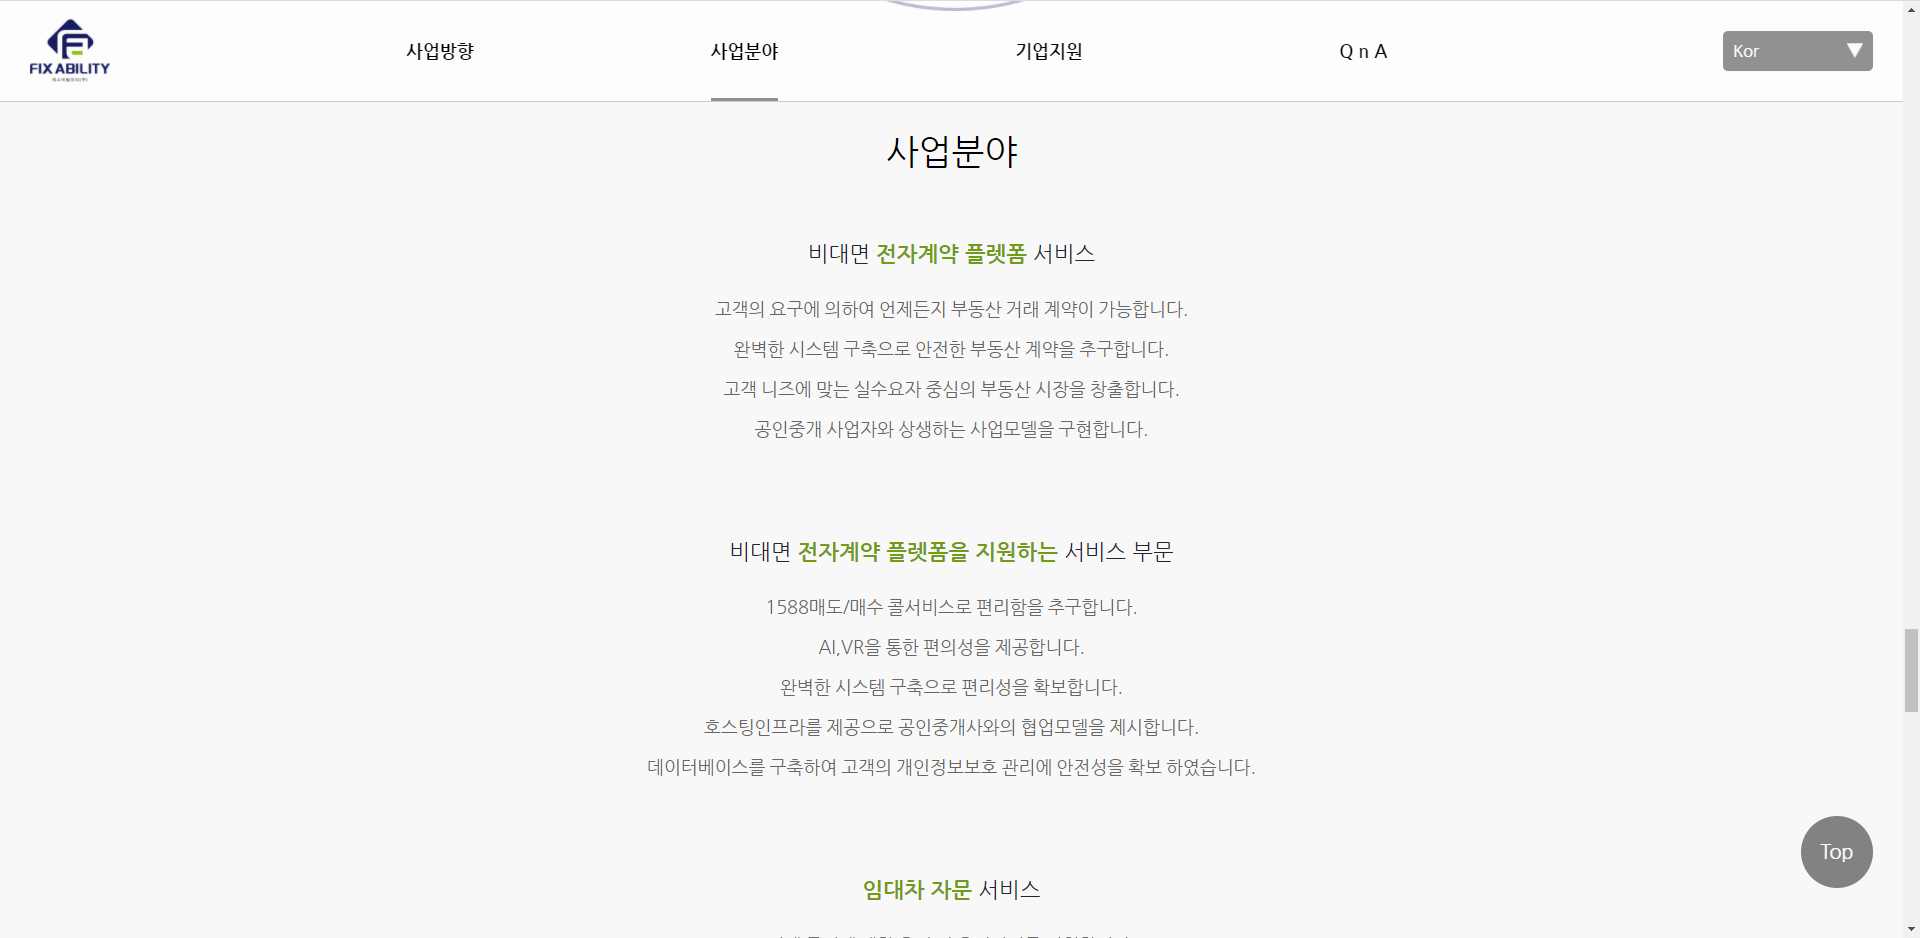 FIX ABILITY
사업방향
사업분야
기업지원
Q n A
Kor
사업분야
비대면 전자계약 플렛폼 서비스
고객의 요구에 의하여 언제든지 부동산 거래 계약이 가능합니다.
완벽한 시스템 구축으로 안전한 부동산 계약을 추구합니다.
고객 니즈에 맞는 실수요자 중심의 부동산 시장을 창출합니다.
공인중개 사업자와 상생하는 사업모델을 구현합니다.
비대면 전자계약 플렛폼을 지원하는 서비스 부문
1588매도/매수 콜서비스로 편리함을 추구합니다.
AI,VR을 통한 편의성을 제공합니다.
완벽한 시스템 구축으로 편리성을 확보합니다.
호스팅인프라를 제공으로 공인중개사와의 협업모델을 제시합니다.
데이터베이스를 구축하여 고객의 개인정보보호 관리에 안전성을 확보 하였습니다.
Top
임대차 자문 서비스